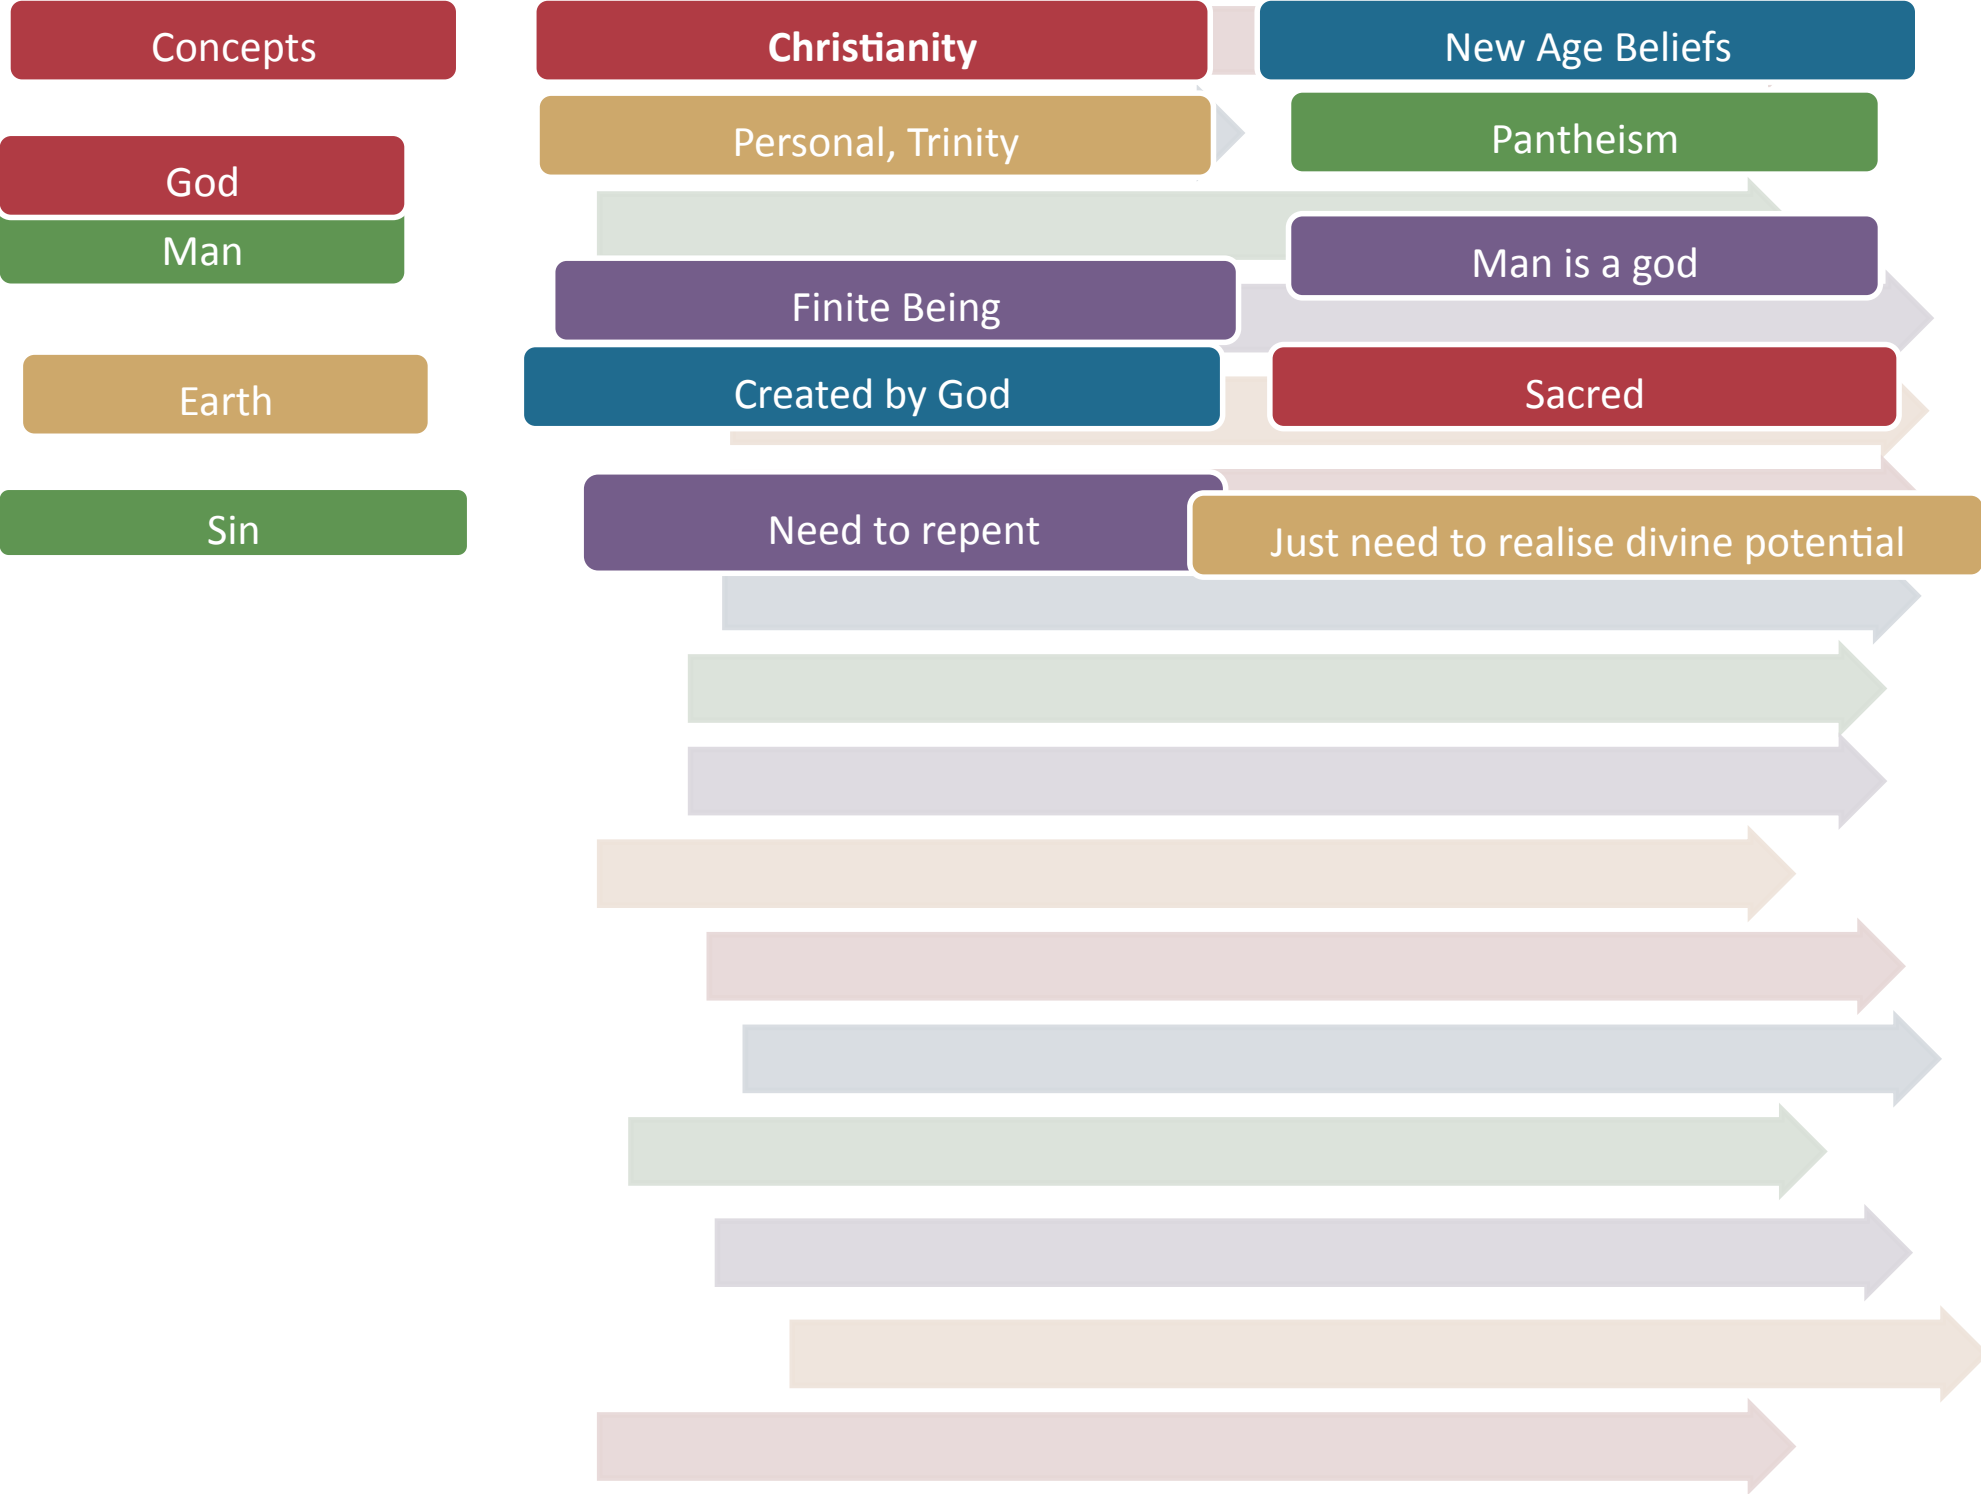 Concepts
Christianity
New Age Beliefs
God
Personal, Trinity
Pantheism
Man
Finite Being
Man is a god
Earth
Created by God
Sacred
Sin
Need to repent
Just need to realise divine potential